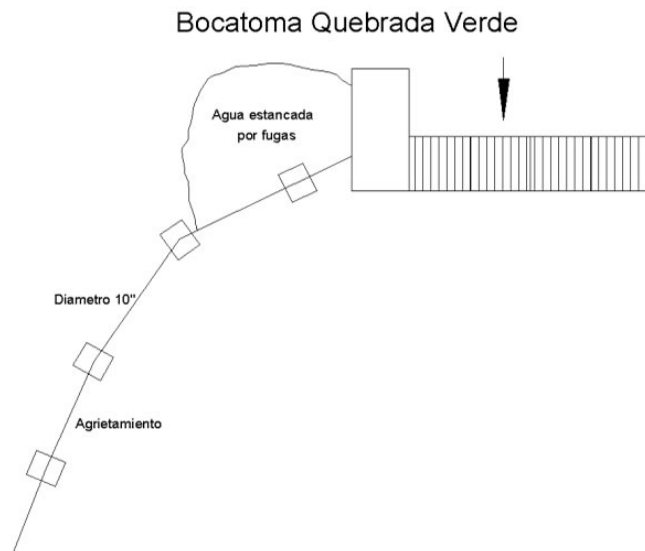 Bocatoma Quebrada Verde
Agua estancada
por fugas
Diametro 10"
Agrietamiento